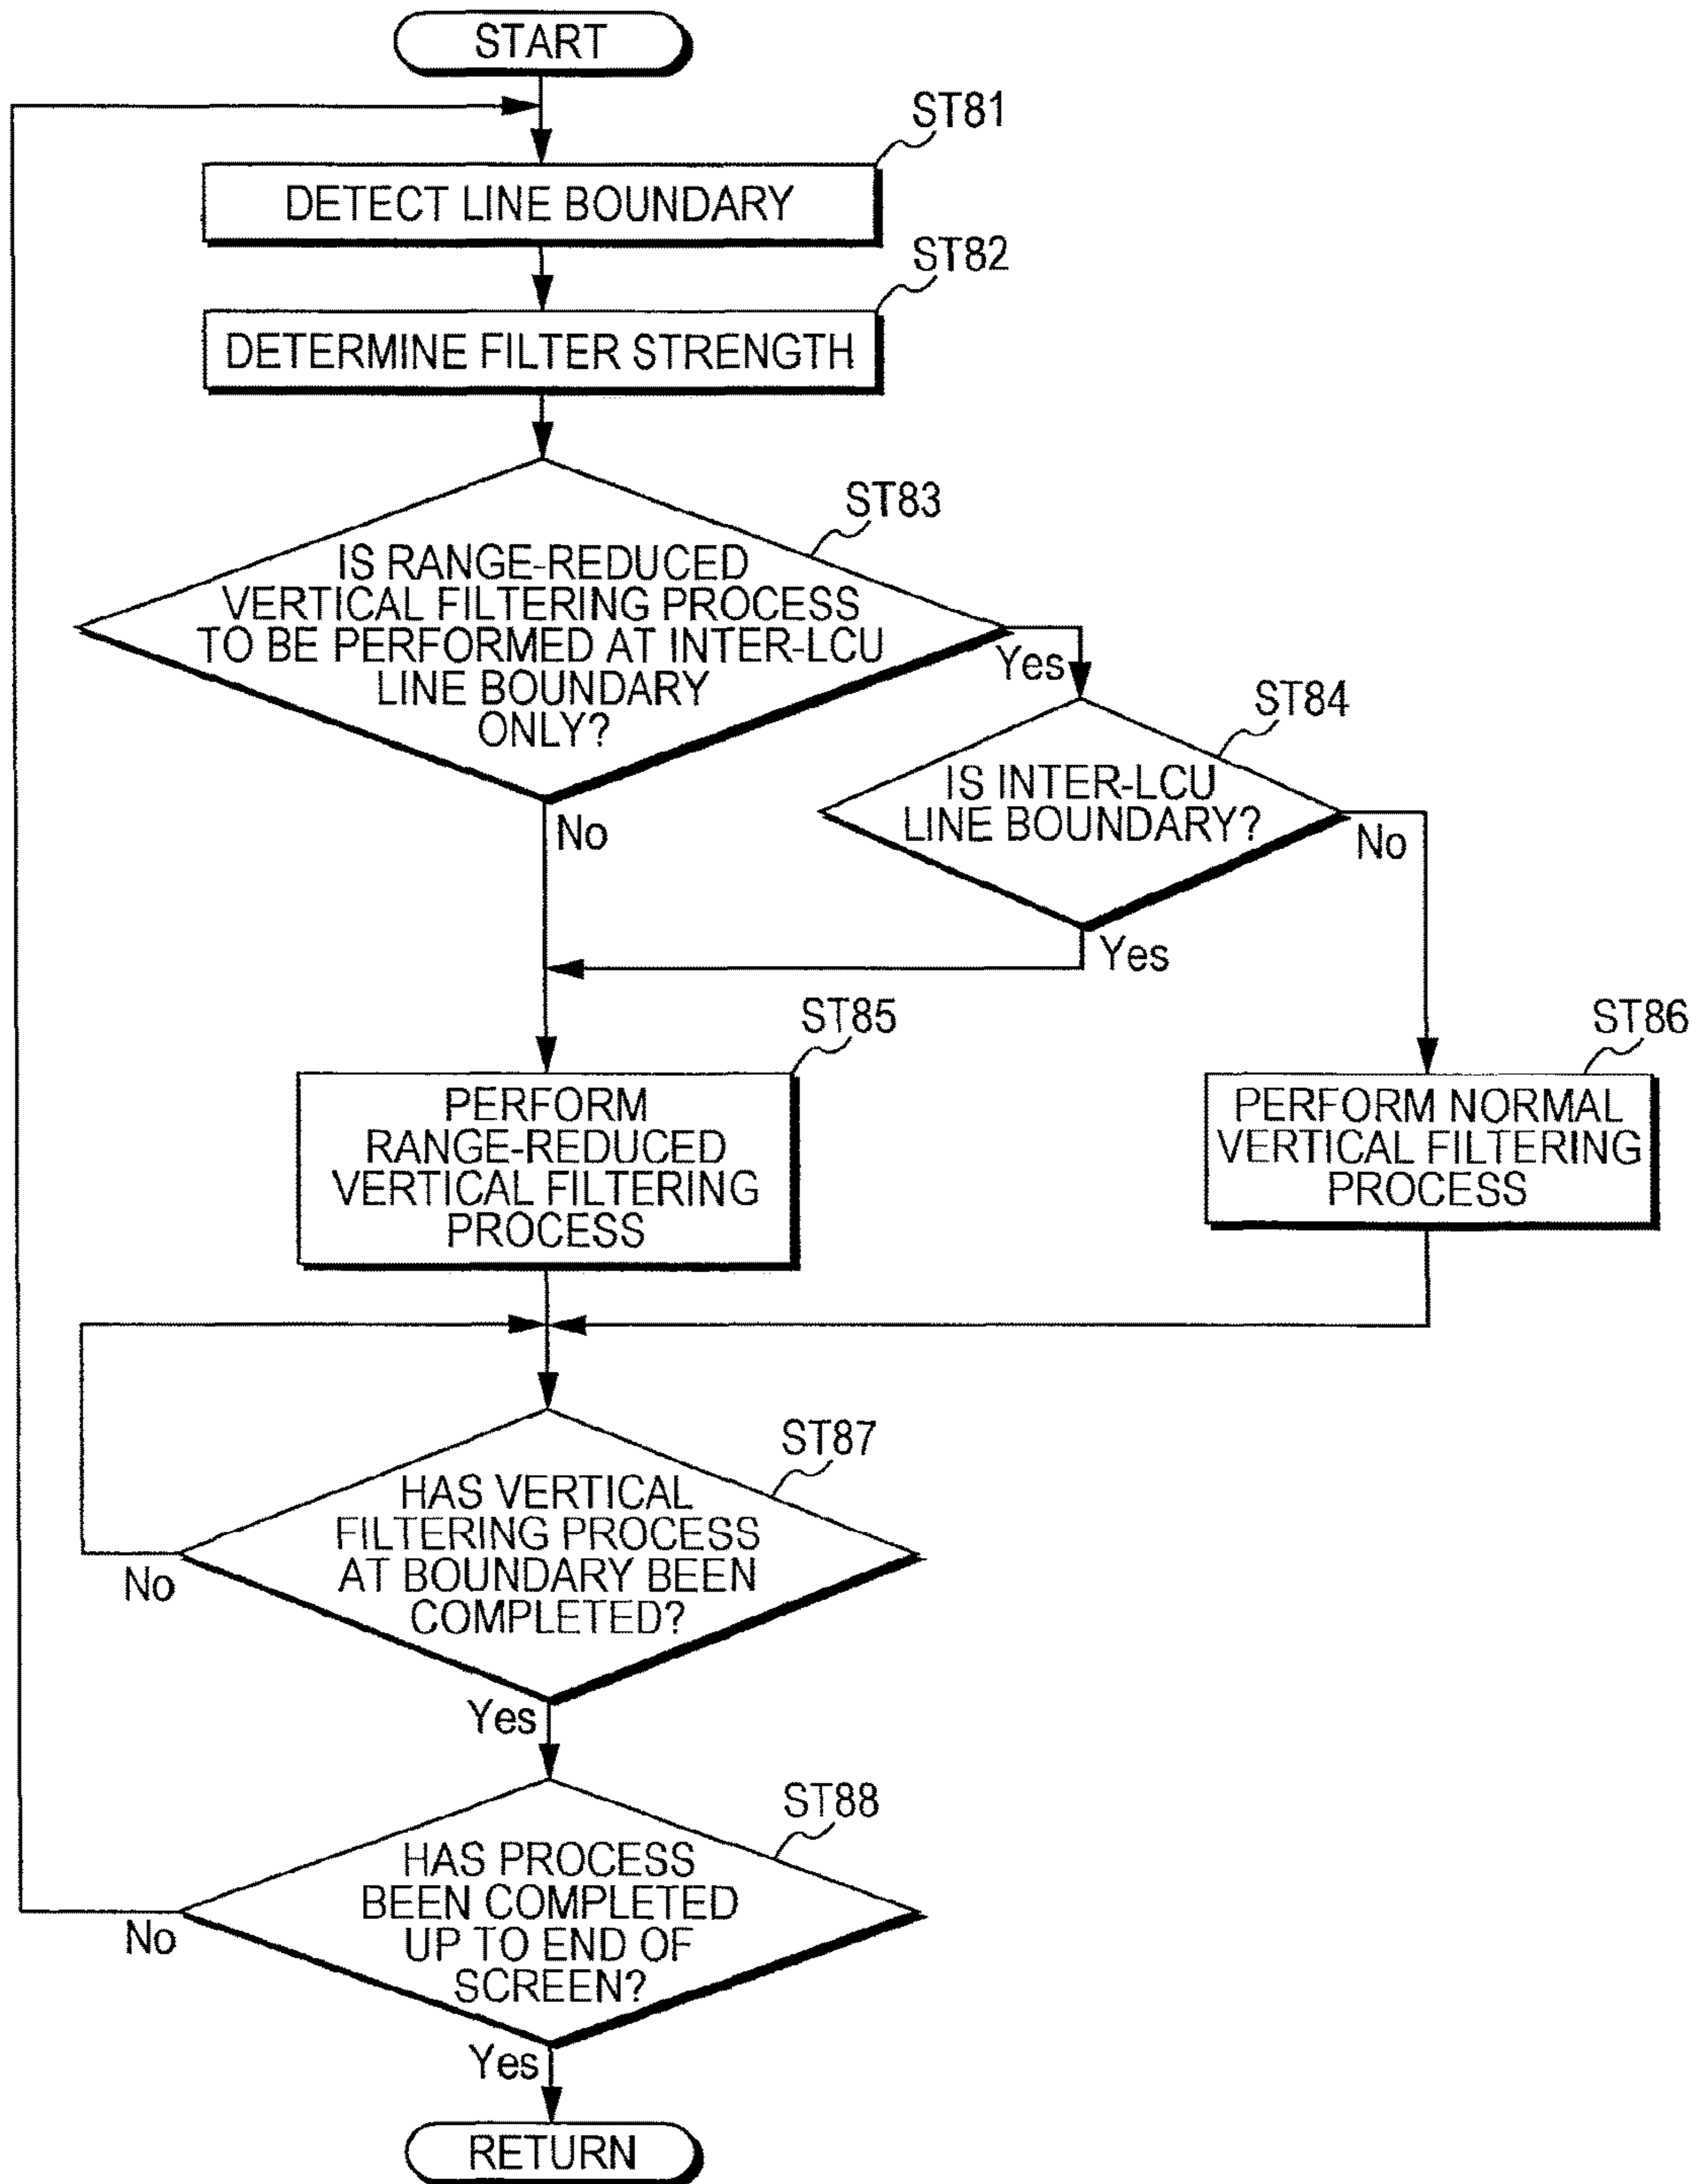 START
ST81
DETECT LINE BOUNDARY
ST82
DETERMINE FILTER STRENGTH
ST83
IS RANGE-REDUCED
VERTICAL FILTERING PROCESS
TO BE PERFORMED AT INTER-LCU
LINE BOUNDARY
ONLY?
Yes
No
ST84
IS INTER-LCU
LINE BOUNDARY?
No
Yes
ST85
PERFORM
RANGE-REDUCED
VERTICAL FILTERING
PROCESS
ST86
PERFORM NORMAL
VERTICAL FILTERING
PROCESS
ST87
HAS VERTICAL
FILTERING PROCESS
AT BOUNDARY BEEN
COMPLETED?
No
Yes
ST88
HAS PROCESS
BEEN COMPLETED
UP TO END OF
SCREEN?
No
Yes
RETURN